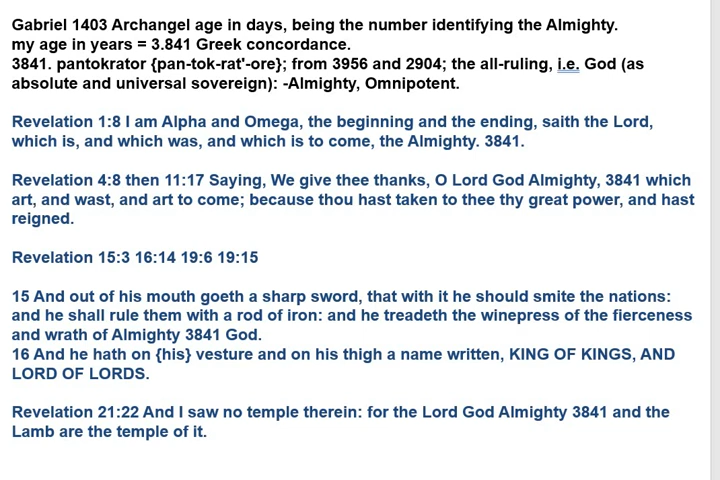 Gabriel 1403 Archangel age in days, being the number identifying the Almighty.
my age in years = 3.841 Greek concordance.
3841. pantokrator {pan-tok-rat'-ore}; from 3956 and 2904; the all-ruling, i.e. God (as
absolute and universal sovereign): -Almighty, Omnipotent.
Revelation 1:8 I am Alpha and Omega, the beginning and the ending, saith the Lord,
which is, and which was, and which is to come, the Almighty. 3841.
Revelation 4:8 then 11:17 Saying, We give thee thanks, O Lord God Almighty, 3841 which
art, and wast, and art to come; because thou hast taken to thee thy great power, and hast
reigned.
Revelation 15:3 16:14 19:6 19:15
15 And out of his mouth goeth a sharp sword, that with it he should smite the nations:
and he shall rule them with a rod of iron: and he treadeth the winepress of the fierceness
and wrath of Almighty 3841 God.
16 And he hath on {his} vesture and on his thigh a name written, KING OF KINGS, AND
LORD OF LORDS.
Revelation 21:22 And I saw no temple therein: for the Lord God Almighty 3841 and the
Lamb are the temple of it.